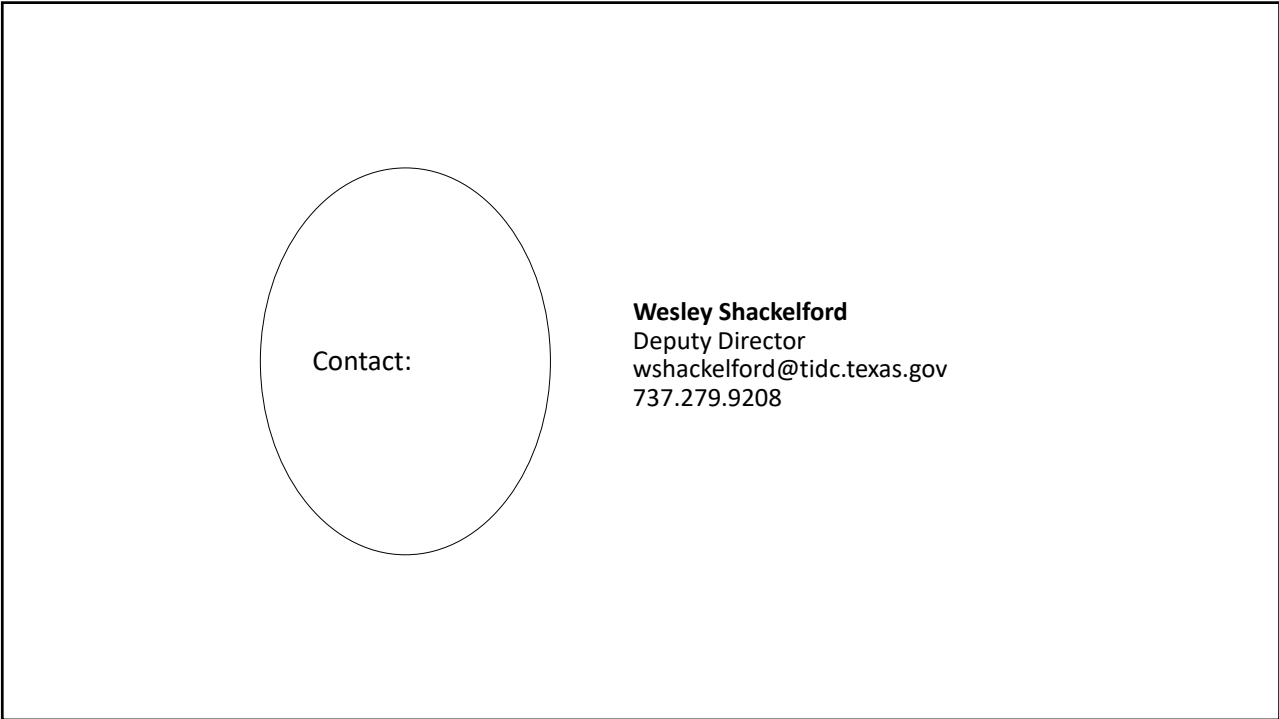 Contact:
Wesley Shackelford
Deputy Director
wshackelford@tidc.texas.gov
737.279.9208